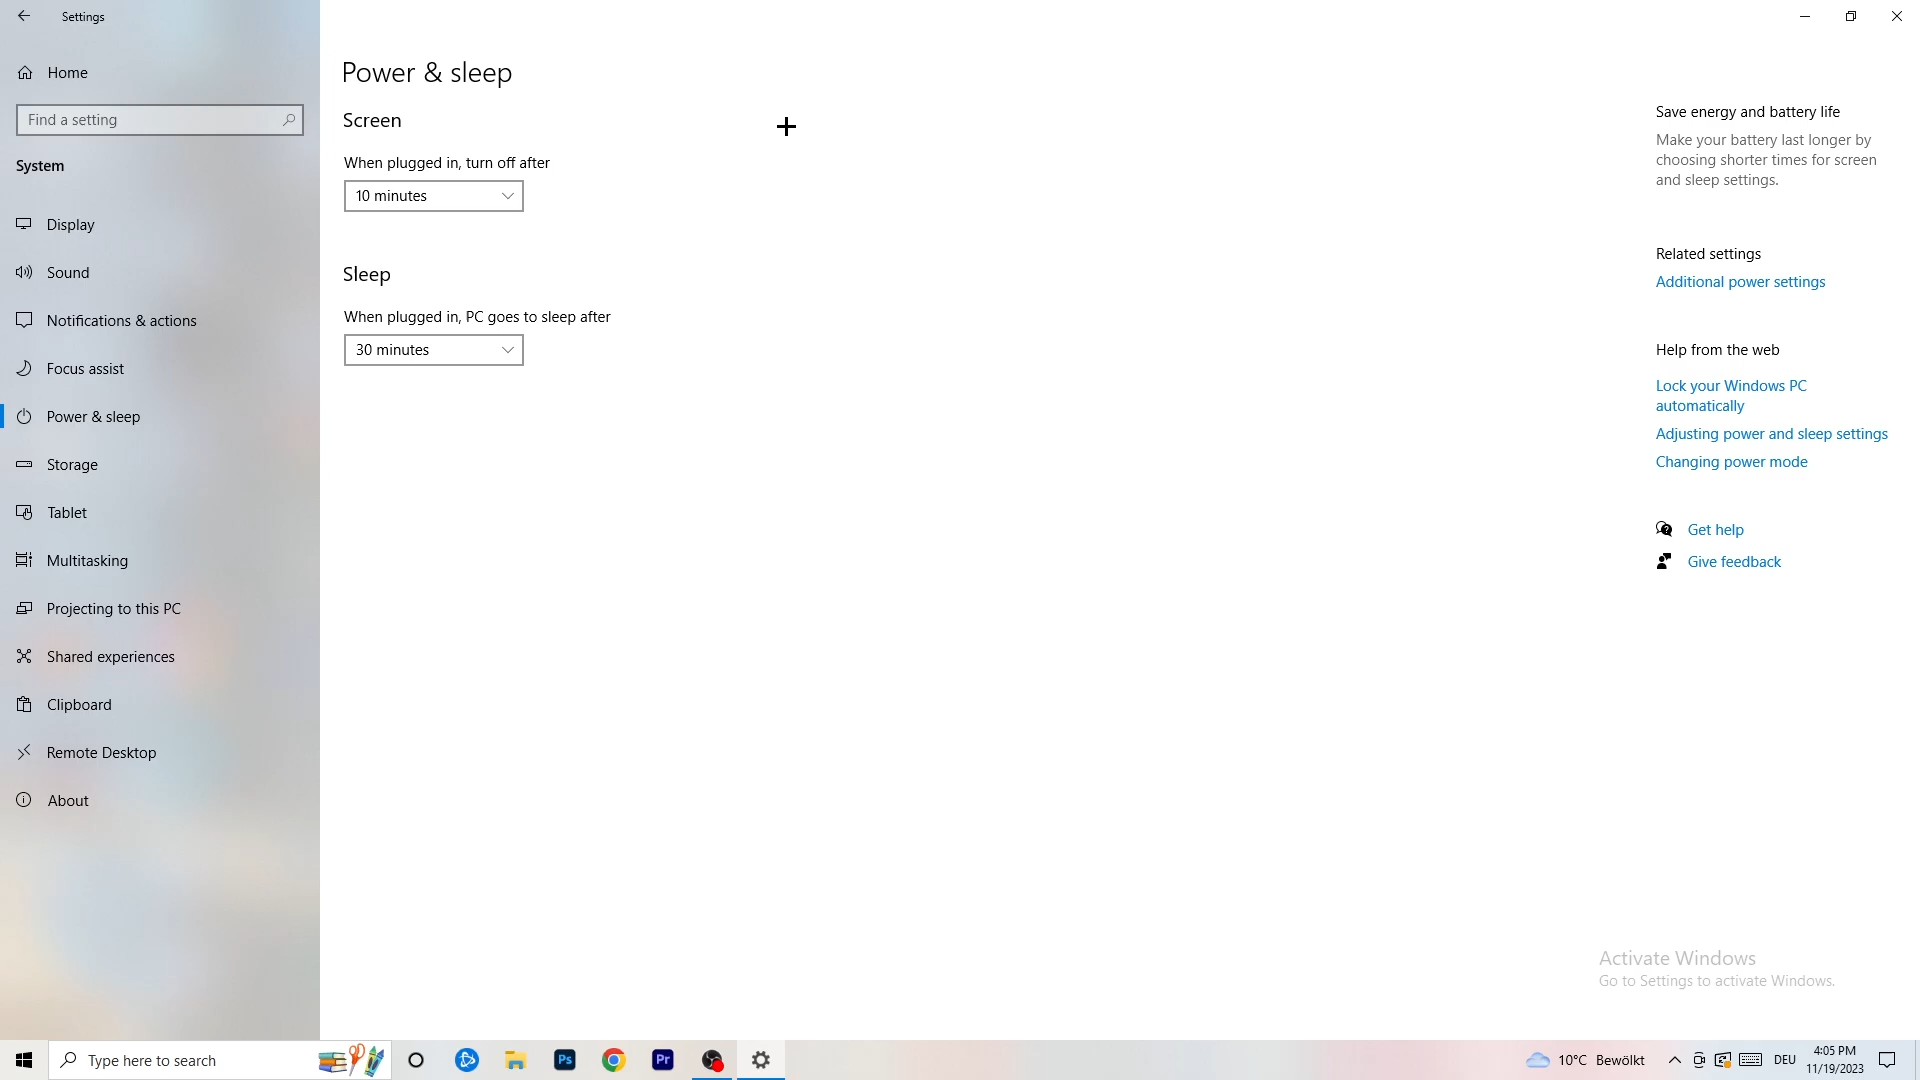 Settings
Home
Find a setting
System
Display
Sound
Notifications & actions
Focus assist
Power & sleep
Storage
Tablet
Multitasking
Projecting to this PC
Shared experiences
Clipboard
Remote Desktop
About
Power & sleep
Screen
When plugged in, turn off after
10 minutes
Sleep
When plugged in, PC goes to sleep after
30 minutes
Save energy and battery life
Make your battery last longer by
choosing shorter times for screen
and sleep settings.
Related settings
Additional power settings
Help from the web
Lock your Windows PC
automatically
Adjusting power and sleep settings
Changing power mode
Get help
Give feedback
Activate Windows
Go to Settings to activate Windows.
Type here to search
Ps
Pr
10°C Bewölkt
DEU
4:05 PM
11/19/2023